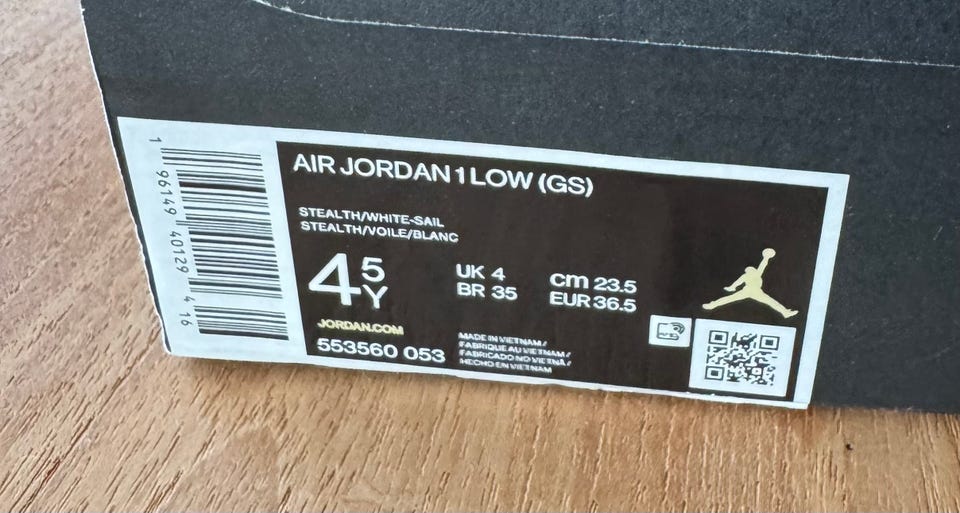 AIR JORDAN 1 LOW (GS)
STEALTH/WHITE-SAIL
STEALTH/VOILE/BLANC
4 5Y
UK 4
BR 35
cm 23.5
EUR 36.5
JORDAN.COM
553560 053
MADE IN VIETNAM /
FABRIQUE AU VIETNAM /
FABRICADO NO VIETNÃ /
HECHO EN VIETNAM
1 96149 40129 4 16